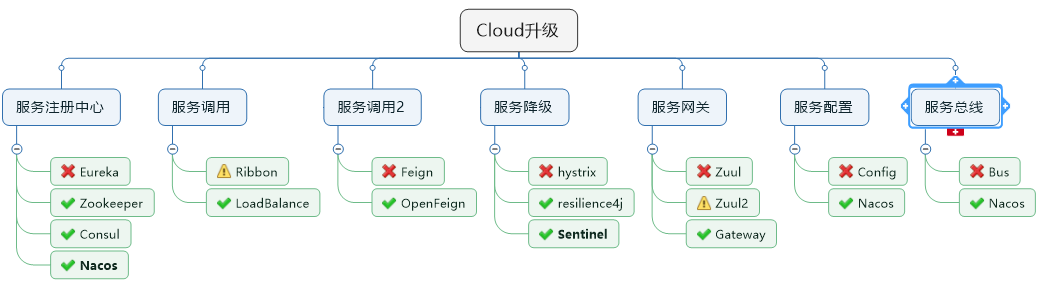 Cloud升级
服务注册中心
Eureka
Zookeeper
Consul
Nacos
服务调用
Ribbon
LoadBalance
服务调用2
Feign
OpenFeign
服务降级
hystrix
resilience4j
Sentinel
服务网关
Zuul
Zuul2
Gateway
服务配置
Config
Nacos
服务总线
Bus
Nacos